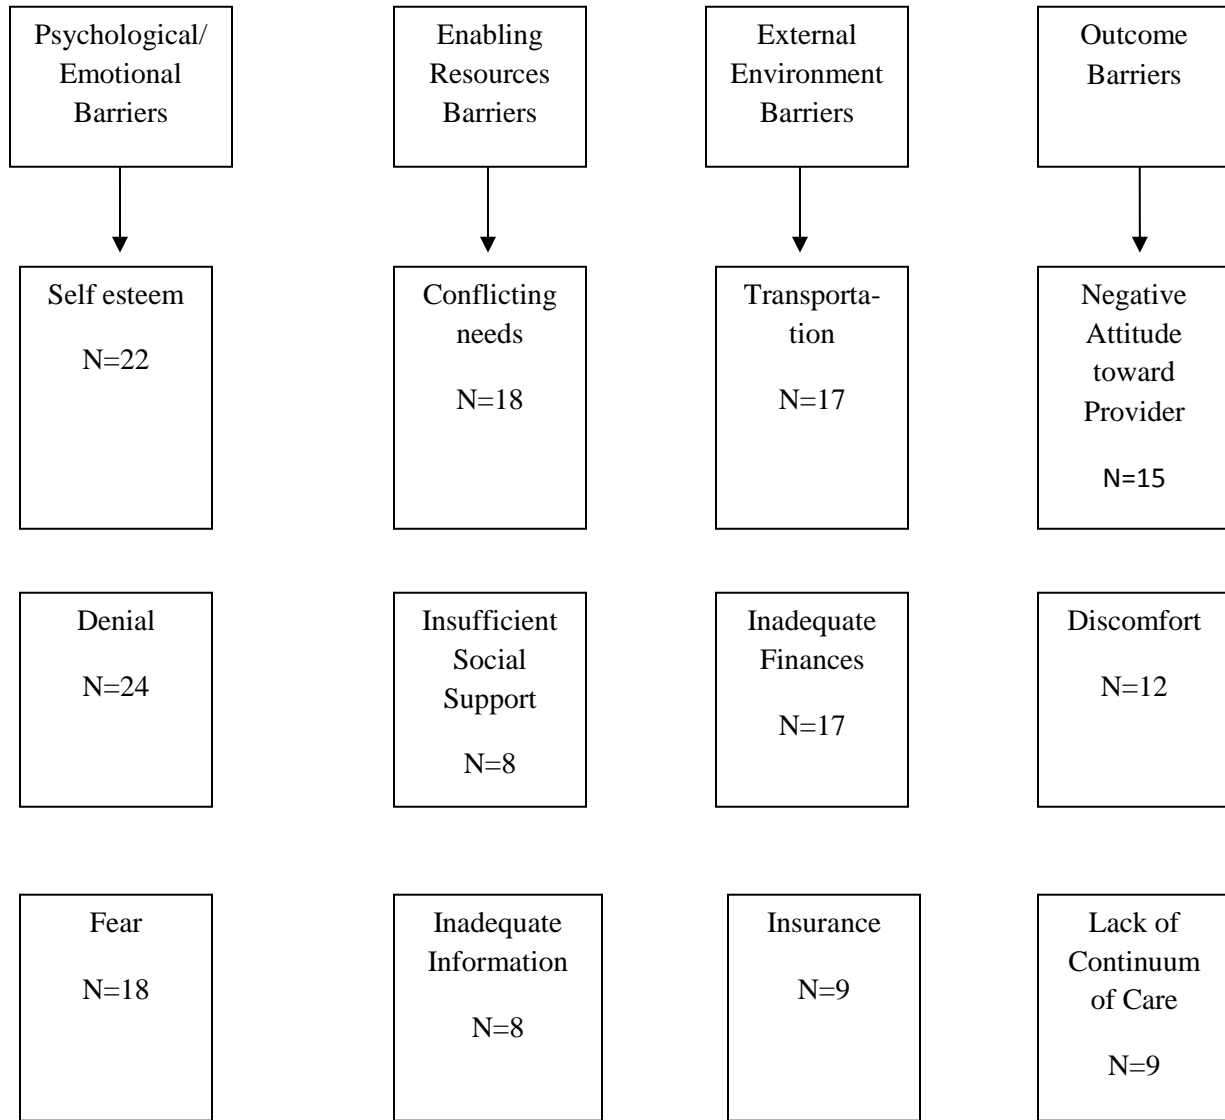 Psychological/
Emotional
Barriers
Enabling
Resources
Barriers
External
Environment
Barriers
Outcome
Barriers
Self esteem
N=22
Conflicting
needs
N=18
Transporta-
tion
N=17
Negative
Attitude
toward
Provider
N=15
Denial
N=24
Insufficient
Social
Support
N=8
Inadequate
Finances
N=17
Discomfort
N=12
Fear
N=18
Inadequate
Information
N=8
Insurance
N=9
Lack of
Continuum
of Care
N=9